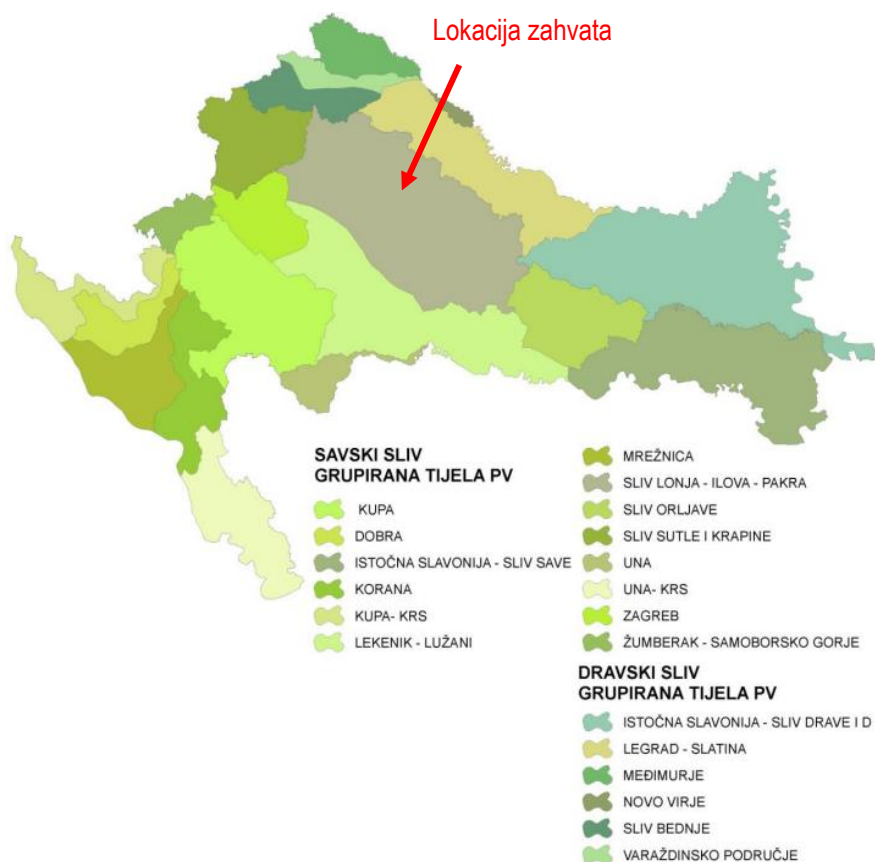 Lokacija zahvata
SAVSKI SLIV
GRUPIRANA TIJELA PV
KUPA
DOBRA
ISTOČNA SLAVONIJA - SLIV SAVE
KORANA
KUPA- KRS
LEKENIK - LUŽANI
MREŽNICA
SLIV LONJA - ILOVA - PAKRA
SLIV ORLJAVE
SLIV SUTLE I KRAPINE
UNA
UNA- KRS
ZAGREB
ŽUMBERAK - SAMOBORSKO GORJE
DRAVSKI SLIV
GRUPIRANA TIJELA PV
ISTOČNA SLAVONIJA - SLIV DRAVE I D
LEGRAD - SLATINA
MEĐIMURJE
NOVO VIRJE
SLIV BEDNJE
VARAŽDINSKO PODRUČJE